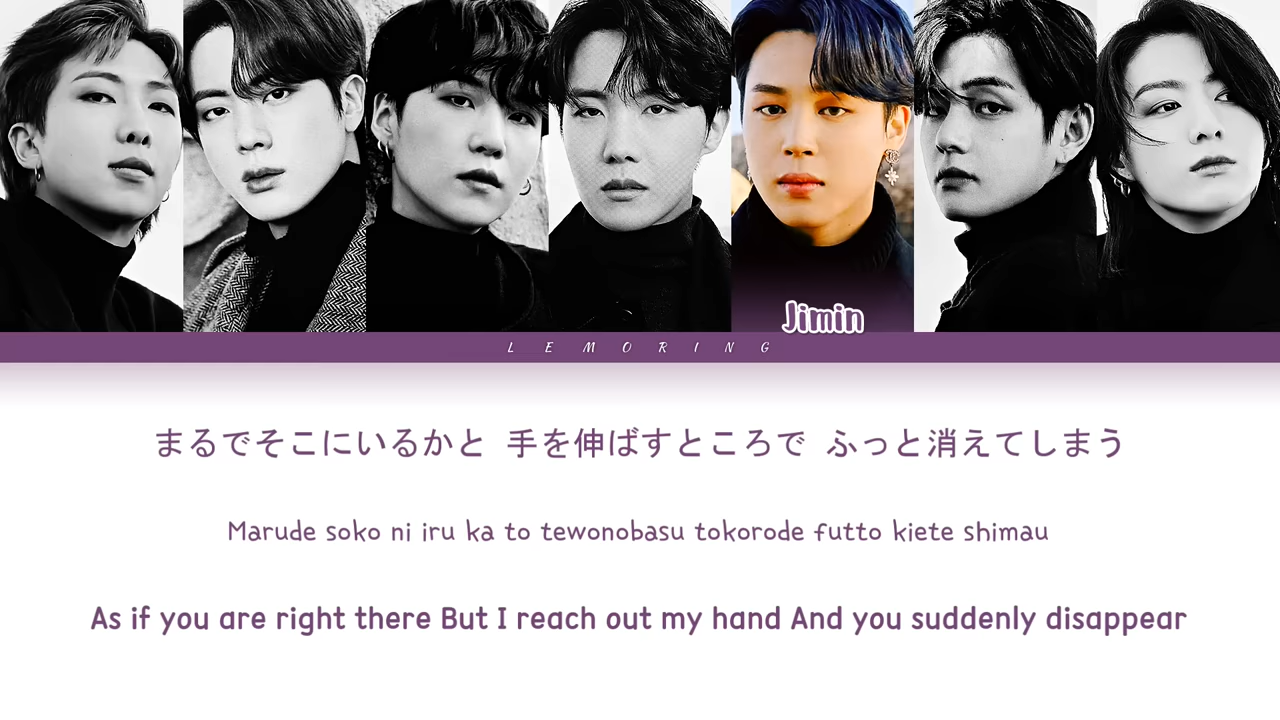 Jimin
LEMORING
まるでそこにいるかと 手を伸ばすところで ふっと消えてしまう
Marude soko ni iru ka to tewonobasu tokorode futto kiete shimau
As if you are right there But I reach out my hand And you suddenly disappear